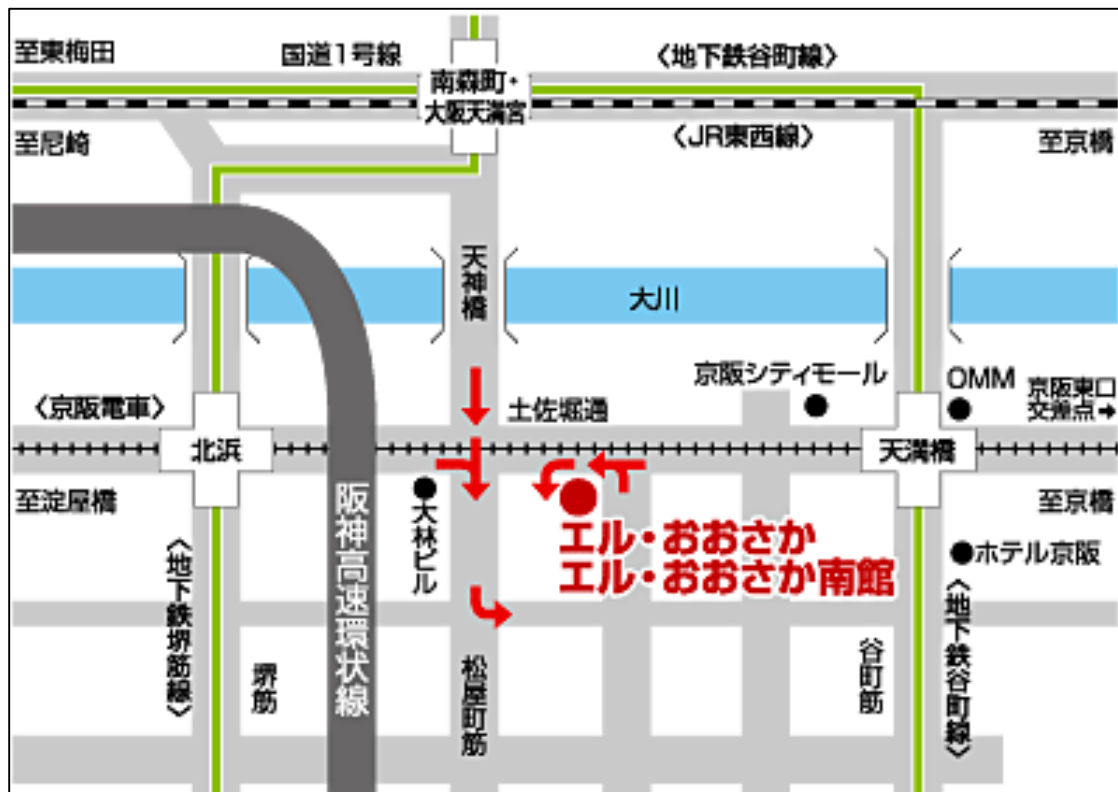 至東梅田
国道1号線
〈地下鉄谷町線〉
南森町・
大阪天満宮
至尼崎
〈JR東西線〉
至京橋
天神橋
大川
京阪シティモール
OMM
京阪東口
交差点➔
〈京阪電車〉
土佐堀通
北浜
天満橋
至淀屋橋
大林ビル
阪神高速環状線
エル・おおさか
エル・おおさか南館
至京橋
ホテル京阪
〈地下鉄堺筋線〉
堺筋
松屋町筋
谷町筋
〈地下鉄谷町線〉